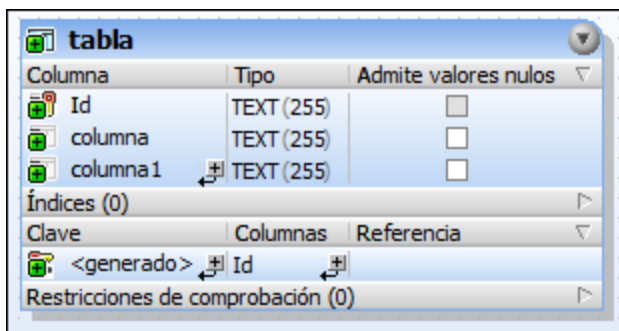 tabla
Columna Tipo Admite valores nulos
Id TEXT (255)
columna TEXT (255)
columna1 TEXT (255)
Índices (0)
Clave Columnas Referencia
<generado> Id
Restricciones de comprobación (0)